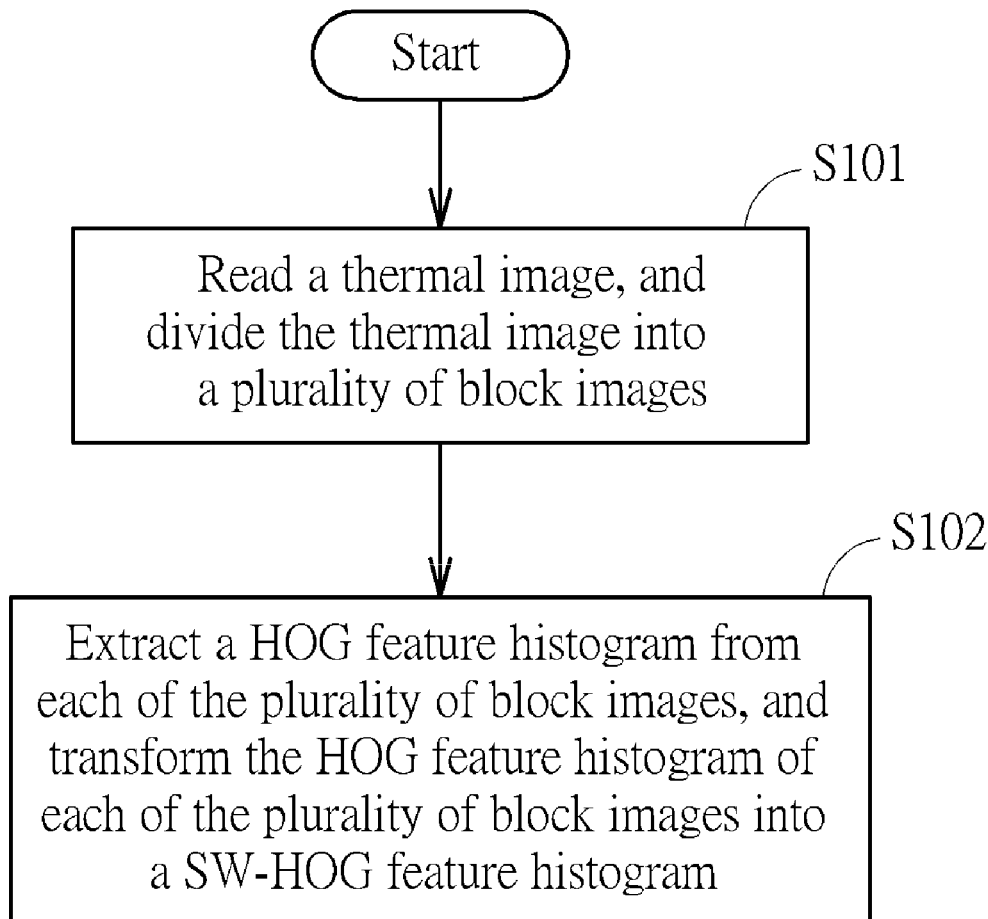 Start
S101
Read a thermal image, and
divide the thermal image into
a plurality of block images
S102
Extract a HOG feature histogram from
each of the plurality of block images, and
transform the HOG feature histogram of
each of the plurality of block images into
a SW-HOG feature histogram